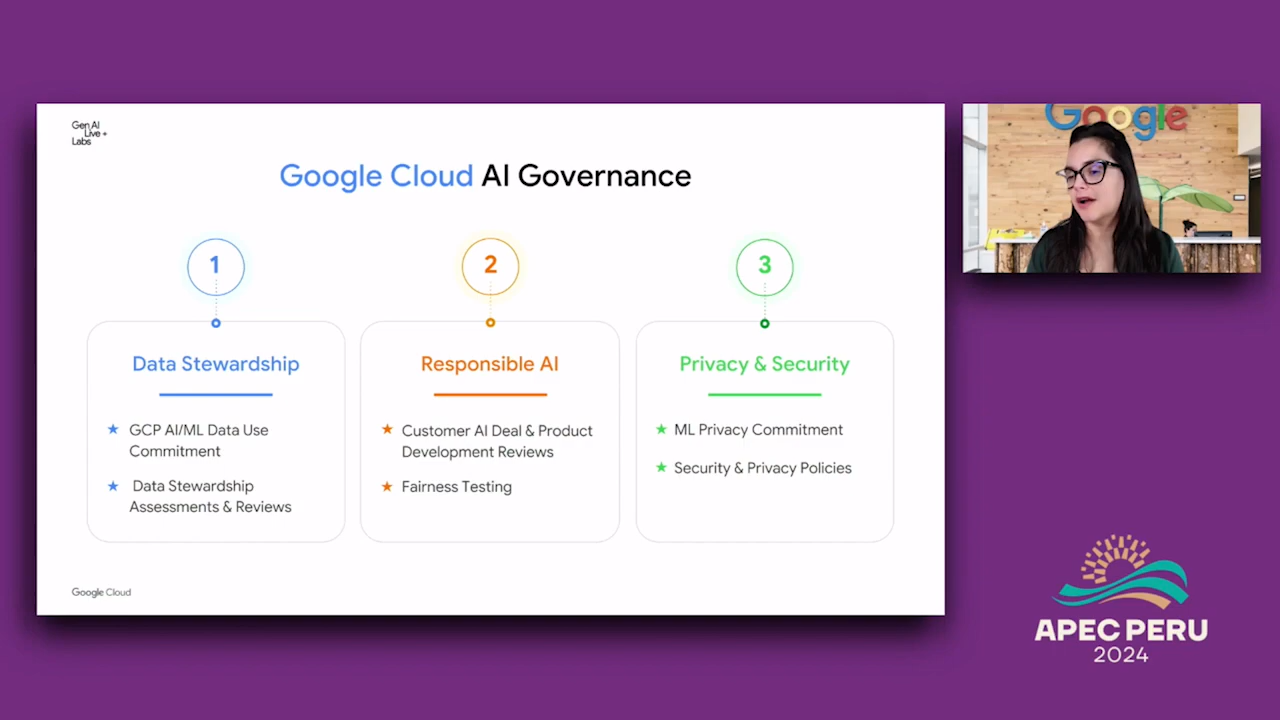 Gen AI
Live +
Labs
Google Cloud AI Governance
1
2
3
Data Stewardship
★ GCP AI/ML Data Use
Commitment
★ Data Stewardship
Assessments & Reviews
Responsible AI
★ Customer AI Deal & Product
Development Reviews
★ Fairness Testing
Privacy & Security
★ ML Privacy Commitment
★ Security & Privacy Policies
Google Cloud
Google
APEC PERU
2024